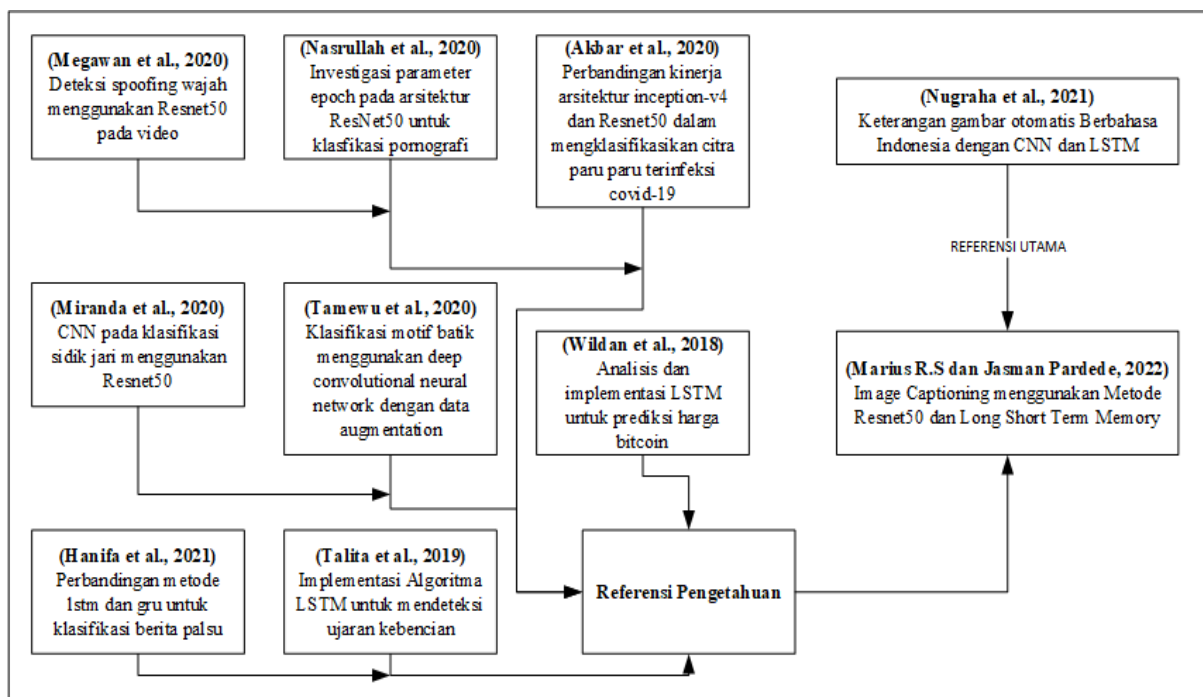 (Megawan et al., 2020)
Deteksi spoofing wajah
menggunakan Resnet50
pada video
(Nasrullah et al., 2020)
Investigasi parameter
epoch pada arsitektur
ResNet50 untuk
klasfikasi pornografi
(Akbar et al., 2020)
Perbandingan kinerja
arsitektur inception-v4
dan Resnet50 dalam
mengklasifikasikan citra
paru paru terinfeksi
covid-19
(Nugraha et al., 2021)
Keterangan gambar otomatis Berbahasa
Indonesia dengan CNN dan LSTM
REFERENSI UTAMA
(Miranda et al., 2020)
CNN pada klasifikasi
sidik jari menggunakan
Resnet50
(Tamewu et al., 2020)
Klasifikasi motif batik
menggunakan deep
convolutional neural
network dengan data
augmentation
(Wildan et al., 2018)
Analisis dan
implementasi LSTM
untuk prediksi harga
bitcoin
(Marius R.S dan Jasman Pardede, 2022)
Image Captioning menggunakan Metode
Resnet50 dan Long Short Term Memory
(Hanifa et al., 2021)
Perbandingan metode
lstm dan gru untuk
klasifikasi berita palsu
(Talita et al., 2019)
Implementasi Algoritma
LSTM untuk mendeteksi
ujaran kebencian
Referensi Pengetahuan